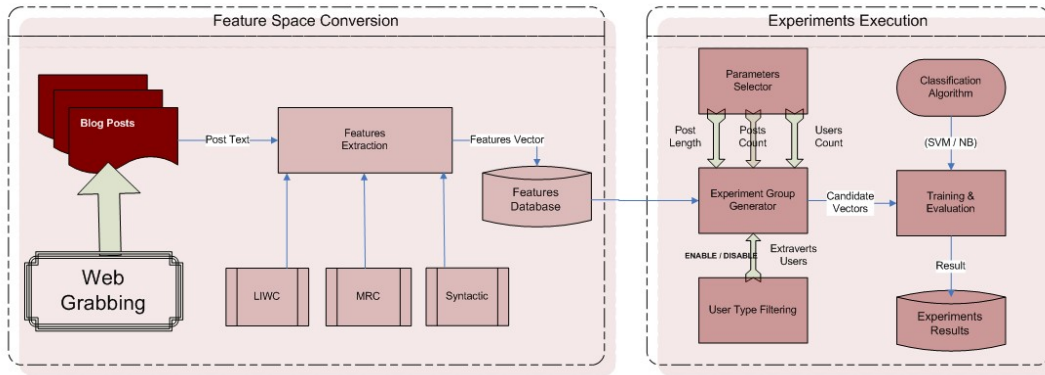 Feature Space Conversion
Blog Posts
Post Text
Features
Extraction
Features Vector
Features
Database
Web
Grabbing
LIWC
MRC
Syntactic
Experiments Execution
Parameters
Selector
Post
Length
Posts
Count
Users
Count
Classification
Algorithm
(SVM / NB)
Experiment Group
Generator
Candidate
Vectors
Training &
Evaluation
ENABLE / DISABLE
Extraverts
Users
User Type Filtering
Result
Experiments
Results